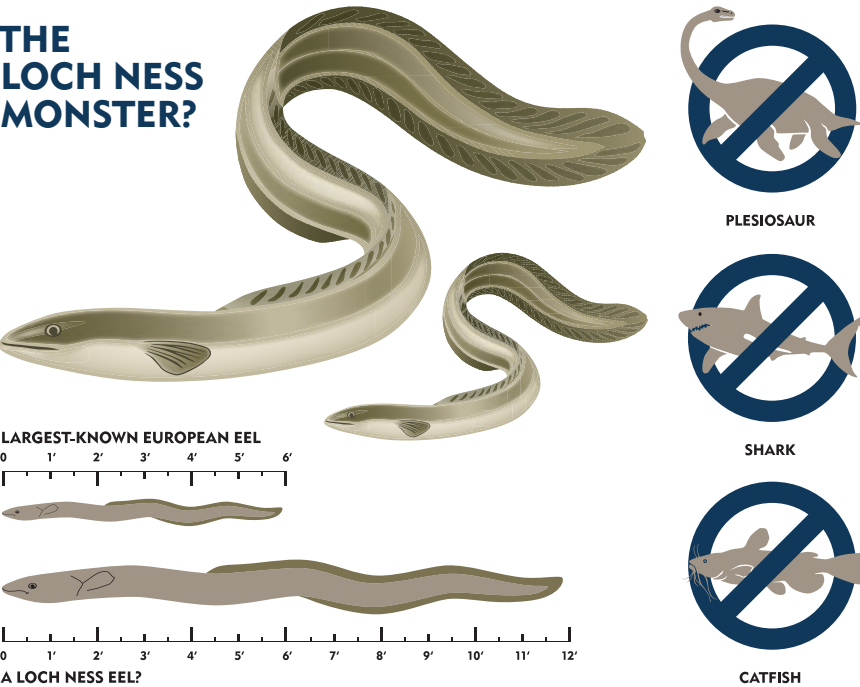 THE
LOCH NESS
MONSTER?
PLESIOSAUR
SHARK
LARGEST-KNOWN EUROPEAN EEL
0 1′ 2′ 3′ 4′ 5′ 6′
0 1′ 2′ 3′ 4′ 5′ 6′ 7′ 8′ 9′ 10′ 11′ 12′
A LOCH NESS EEL?
CATFISH